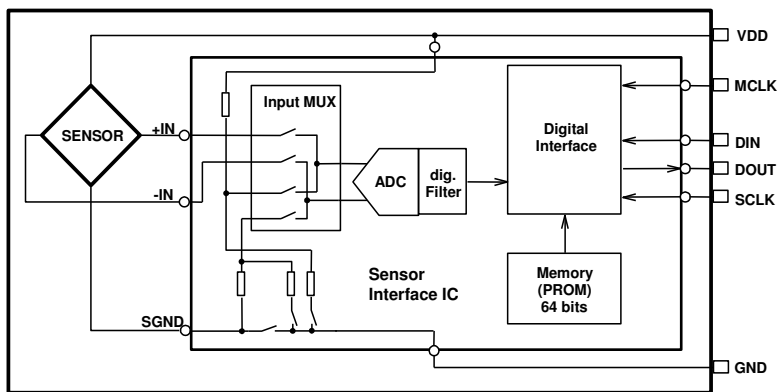 VDD
MCLK
DIN
DOUT
SCLK
GND
SENSOR
+IN
-IN
SGND
Input MUX
ADC
dig.
Filter
Digital
Interface
Memory
(PROM)
64 bits
Sensor
Interface IC